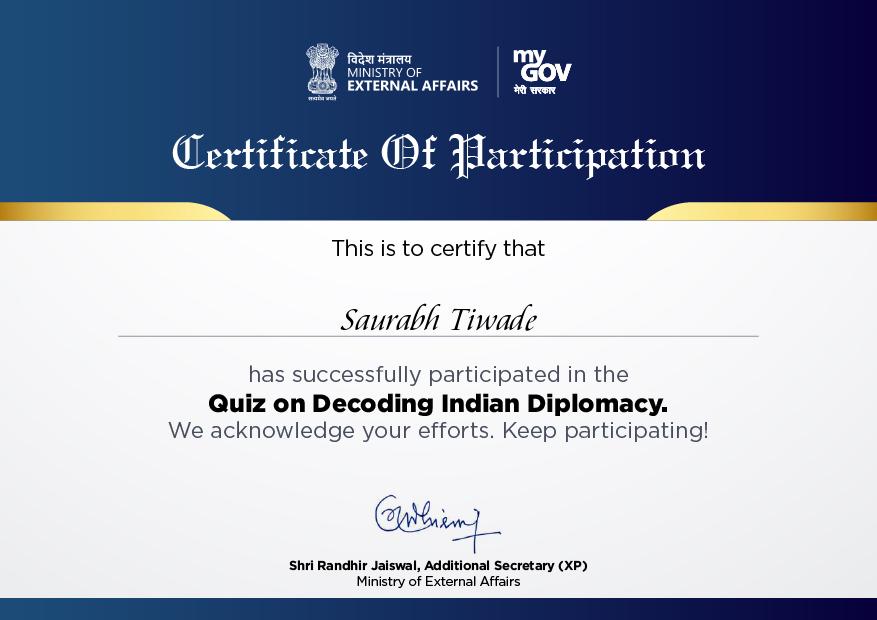 विदेश मंत्रालय
MINISTRY OF
EXTERNAL AFFAIRS
सत्यमेव जयते
my
GOV
मेरी सरकार
Certificate Of Participation
This is to certify that
Saurabh Tiwade
has successfully participated in the
Quiz on Decoding Indian Diplomacy.
We acknowledge your efforts. Keep participating!
Shri Randhir Jaiswal, Additional Secretary (XP)
Ministry of External Affairs